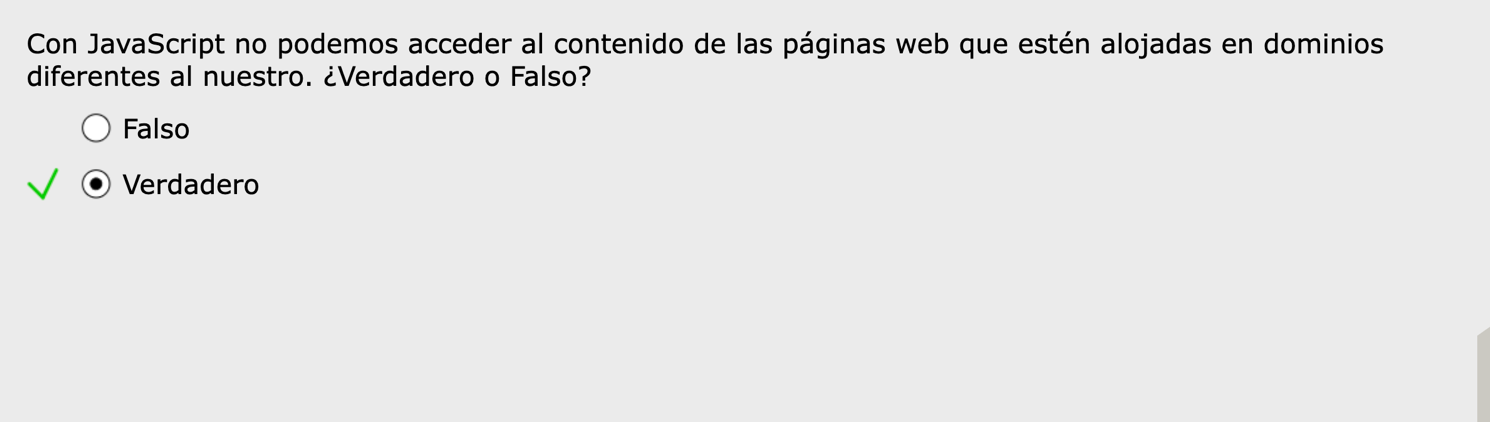 Con JavaScript no podemos acceder al contenido de las páginas web que estén alojadas en dominios
diferentes al nuestro. ¿Verdadero o Falso?
Falso
Verdadero